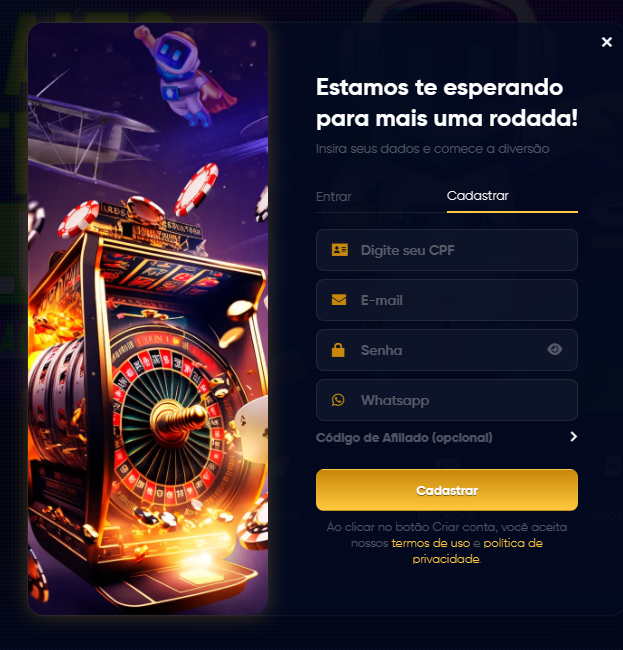 Estamos te esperando
para mais uma rodada!
Insira seus dados e comece a diversão
Entrar
Cadastrar
Digite seu CPF
E-mail
Senha
Whatsapp
Código de Afiliado (opcional)
Cadastrar
Ao clicar no botão Criar conta, você aceita
nossos termos de uso e política de
privacidade.